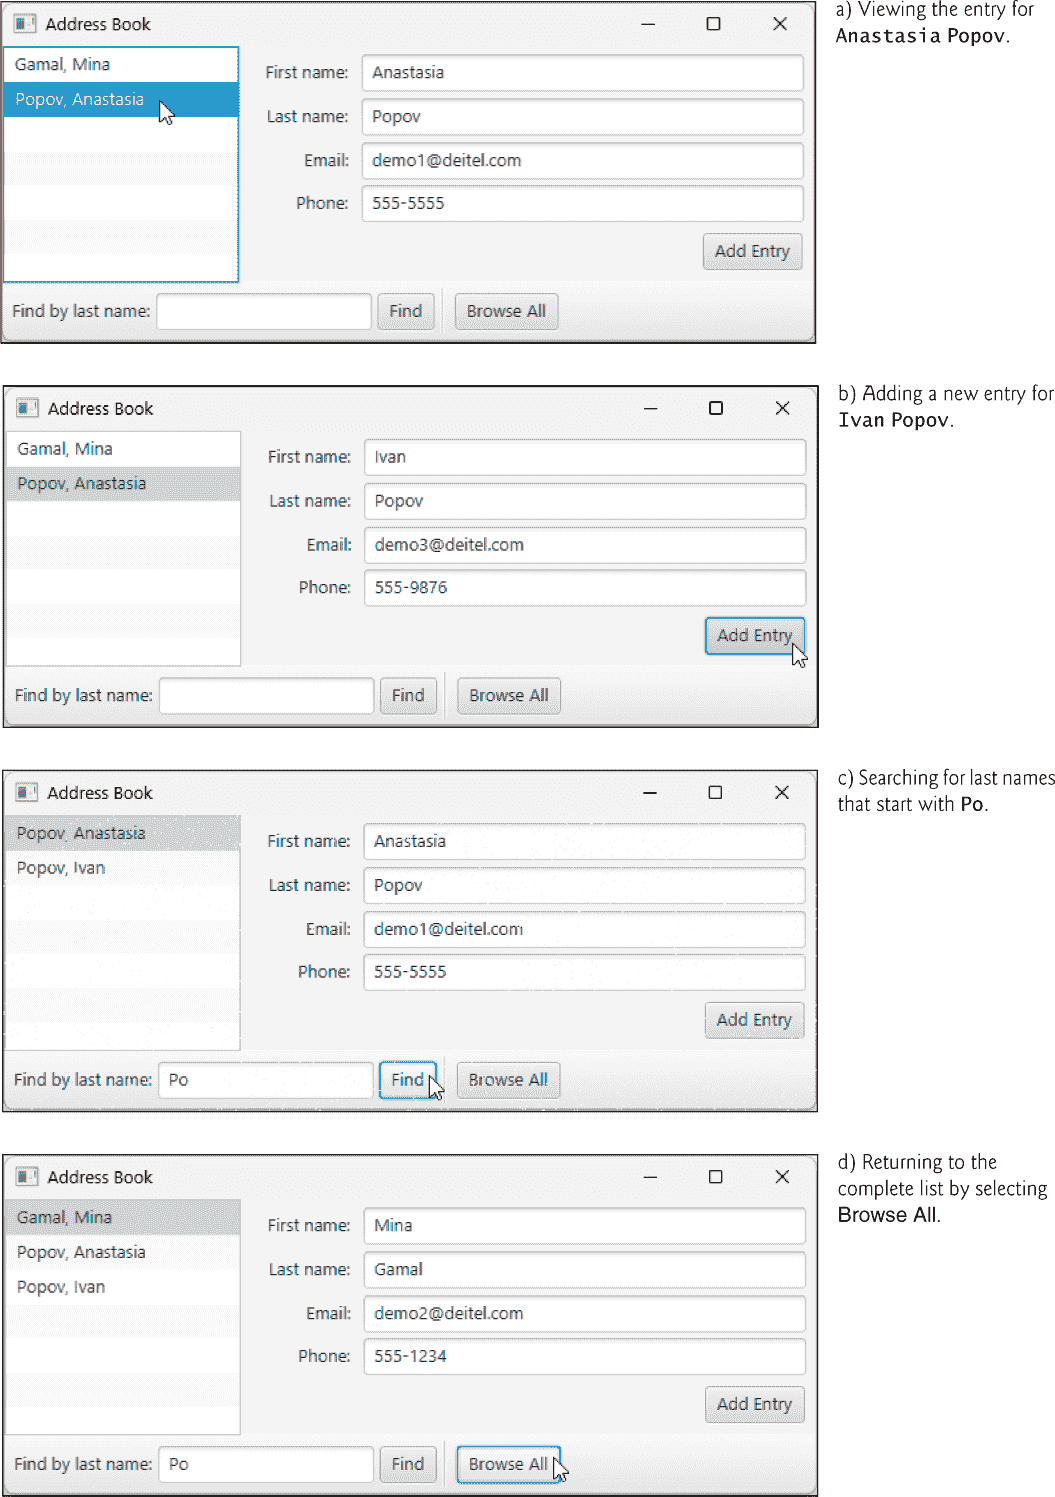 Address Book
Gamal, Mina
Popov, Anastasia
First name: Anastasia
Last name: Popov
Email: demo1@deitel.com
Phone: 555-5555
Add Entry
Find by last name: Find Browse All
a) Viewing the entry for
Anastasia Popov.
Address Book
Gamal, Mina
Popov, Anastasia
First name: Ivan
Last name: Popov
Email: demo3@deitel.com
Phone: 555-9876
Add Entry
Find by last name: Find Browse All
b) Adding a new entry for
Ivan Popov.
Address Book
Popov, Anastasia
Popov, Ivan
First name: Anastasia
Last name: Popov
Email: demo1@deitel.com
Phone: 555-5555
Add Entry
Find by last name: Po Find Browse All
c) Searching for last names
that start with Po.
Address Book
Gamal, Mina
Popov, Anastasia
Popov, Ivan
First name: Mina
Last name: Gamal
Email: demo2@deitel.com
Phone: 555-1234
Add Entry
Find by last name: Po Find Browse All
d) Returning to the
complete list by selecting
Browse All.